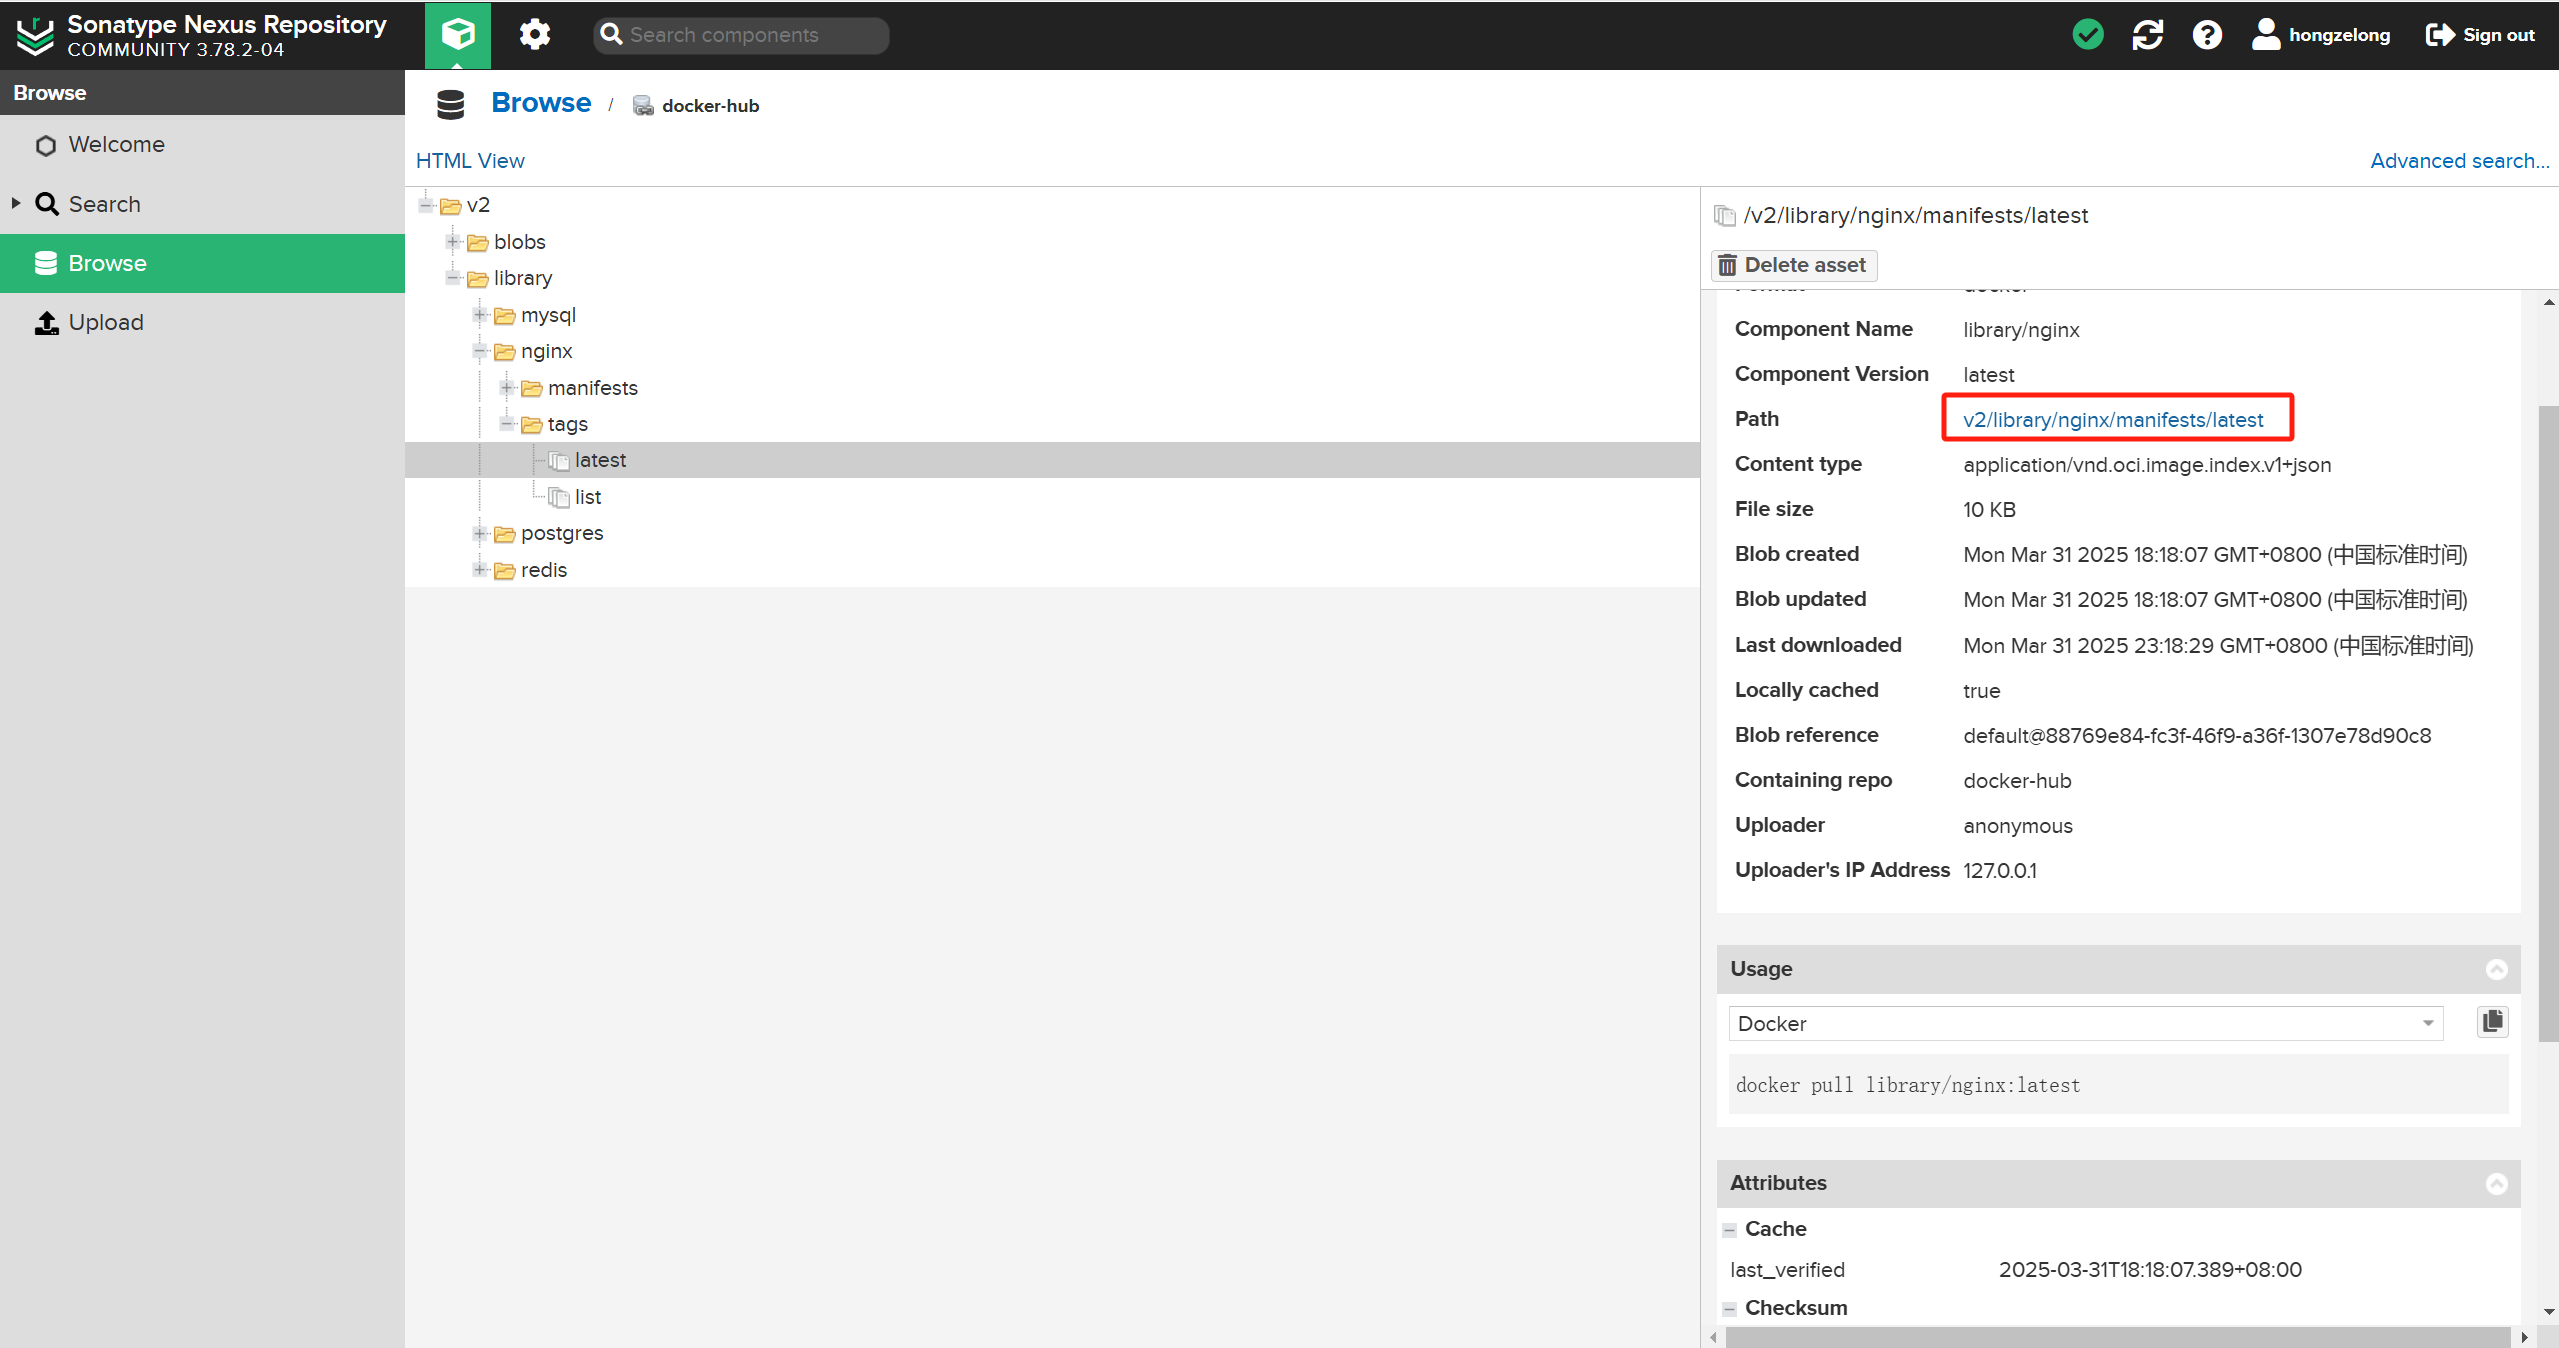 Sonatype Nexus Repository
COMMUNITY 3.78.2-04
Search components
hongzelong
Sign out
Browse
Welcome
Search
Browse
Upload
Browse / docker-hub
HTML View
Advanced search...
v2
blobs
library
mysql
nginx
manifests
tags
latest
list
postgres
redis
/v2/library/nginx/manifests/latest
Delete asset
Format docker
Component Name library/nginx
Component Version latest
Path v2/library/nginx/manifests/latest
Content type application/vnd.oci.image.index.v1+json
File size 10 KB
Blob created Mon Mar 31 2025 18:18:07 GMT+0800 (中国标准时间)
Blob updated Mon Mar 31 2025 18:18:07 GMT+0800 (中国标准时间)
Last downloaded Mon Mar 31 2025 23:18:29 GMT+0800 (中国标准时间)
Locally cached true
Blob reference default@88769e84-fc3f-46f9-a36f-1307e78d90c8
Containing repo docker-hub
Uploader anonymous
Uploader's IP Address 127.0.0.1
Usage
Docker
docker pull library/nginx:latest
Attributes
Cache
last_verified 2025-03-31T18:18:07.389+08:00
Checksum